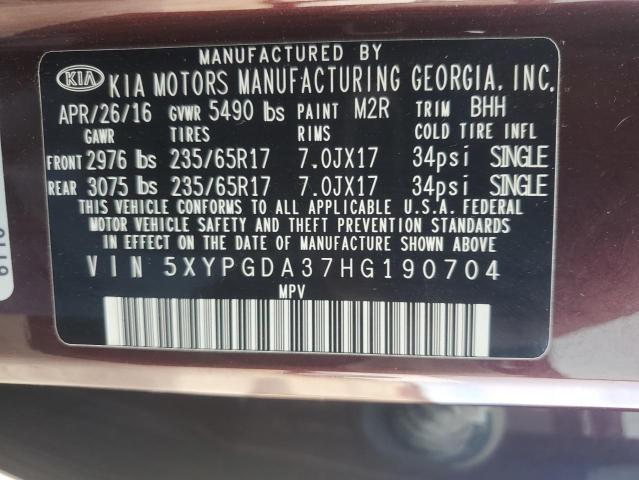 MANUFACTURED BY
KIA KIA MOTORS MANUFACTURING GEORGIA, INC.
APR/26/16 GVWR 5490 lbs PAINT M2R TRIM BHH
GAWR TIRES RIMS COLD TIRE INFL
FRONT 2976 lbs 235/65R17 7.0JX17 34psi SINGLE
REAR 3075 lbs 235/65R17 7.0JX17 34psi SINGLE
THIS VEHICLE CONFORMS TO ALL APPLICABLE U.S.A. FEDERAL
MOTOR VEHICLE SAFETY AND THEFT PREVENTION STANDARDS
IN EFFECT ON THE DATE OF MANUFACTURE SHOWN ABOVE.
VIN 5XYPGDA37HG190704
MPV